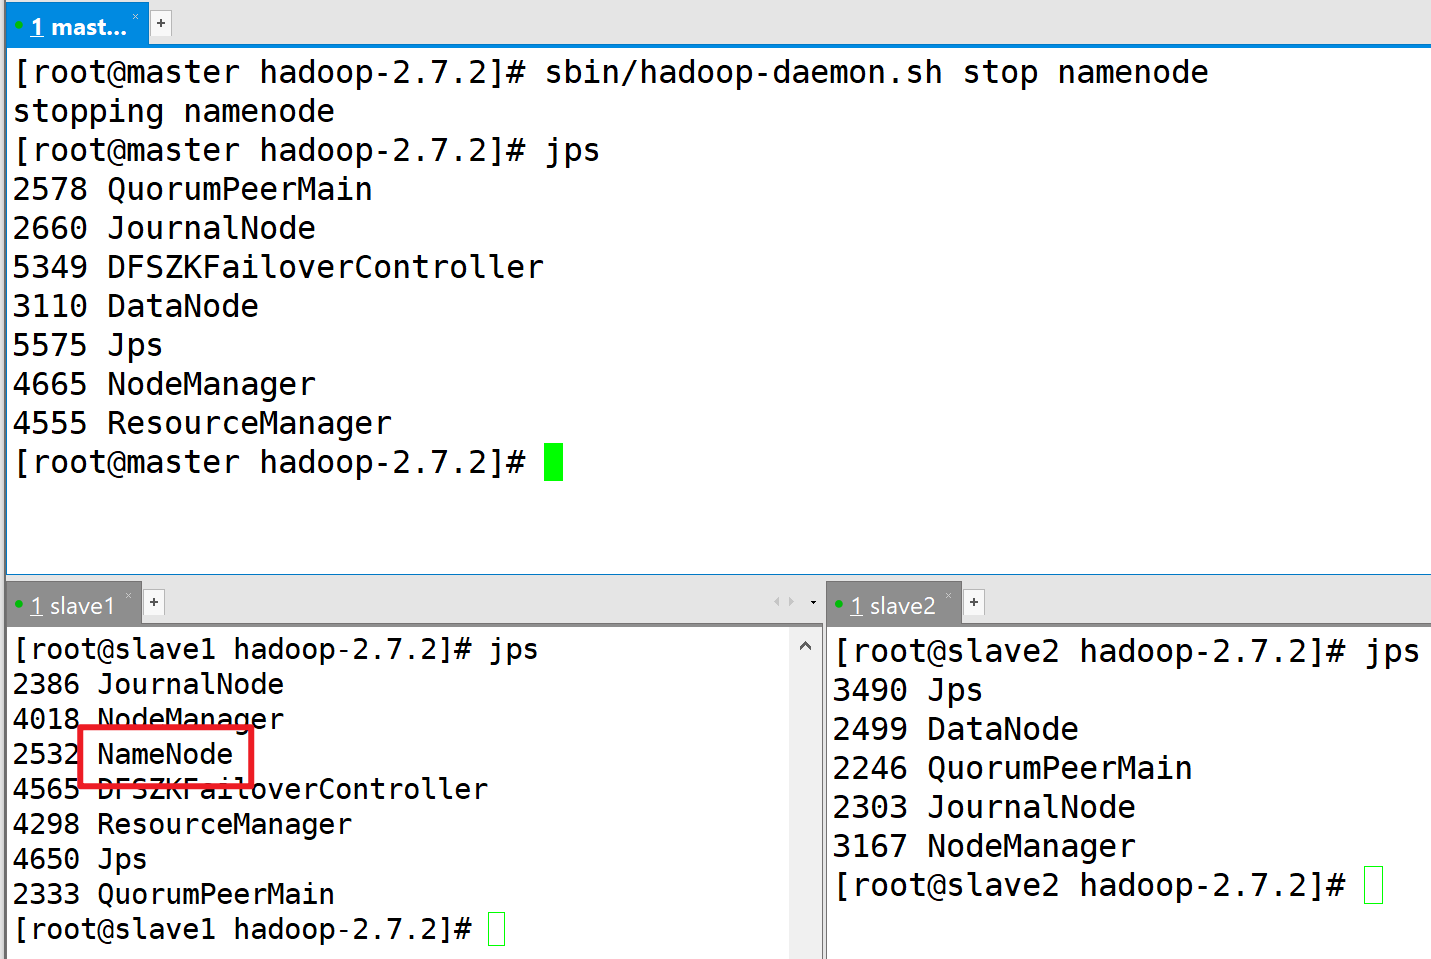 1 mast...
[root@master hadoop-2.7.2]# sbin/hadoop-daemon.sh stop namenode
stopping namenode
[root@master hadoop-2.7.2]# jps
2578 QuorumPeerMain
2660 JournalNode
5349 DFSZKFailoverController
3110 DataNode
5575 Jps
4665 NodeManager
4555 ResourceManager
[root@master hadoop-2.7.2]#
1 slave1
[root@slave1 hadoop-2.7.2]# jps
2386 JournalNode
4018 NodeManager
2532 NameNode
4565 DFSZKFailoverController
4298 ResourceManager
4650 Jps
2333 QuorumPeerMain
[root@slave1 hadoop-2.7.2]#
1 slave2
[root@slave2 hadoop-2.7.2]# jps
3490 Jps
2499 DataNode
2246 QuorumPeerMain
2303 JournalNode
3167 NodeManager
[root@slave2 hadoop-2.7.2]#